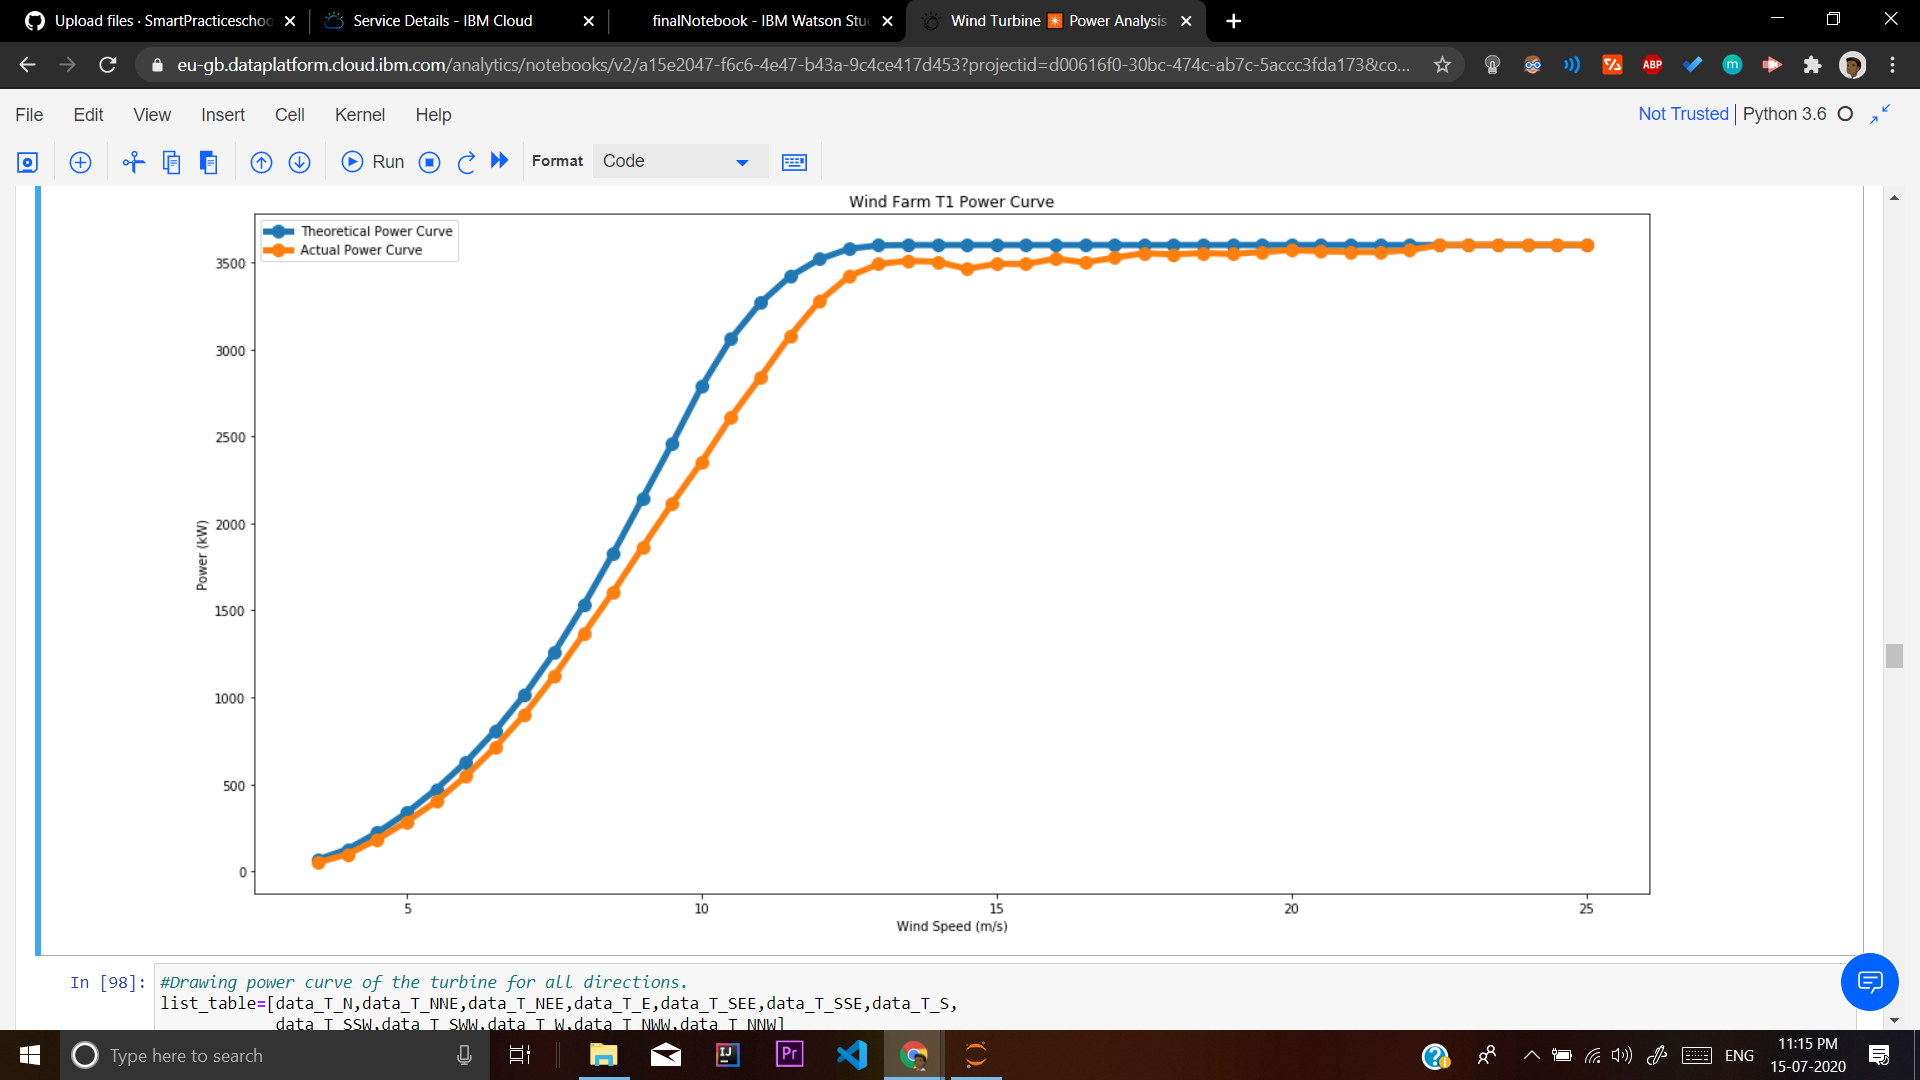 Upload files · SmartPracticeschoo
Service Details - IBM Cloud
finalNotebook - IBM Watson Stu
Wind Turbine ✴ Power Analysis
eu-gb.dataplatform.cloud.ibm.com/analytics/notebooks/v2/a15e2047-f6c6-4e47-b43a-9c4ce417d453?projectid=d00616f0-30bc-474c-ab7c-5accc3fda173&co...
ABP
m
File Edit View Insert Cell Kernel Help
Not Trusted | Python 3.6
Run
Format
Code
Wind Farm T1 Power Curve
Theoretical Power Curve
Actual Power Curve
3500
3000
2500
2000
1500
1000
500
0
Power (kW)
5 10 15 20 25
Wind Speed (m/s)
In [98]: #Drawing power curve of the turbine for all directions.
list_table=[data_T_N,data_T_NNE,data_T_NEE,data_T_E,data_T_SEE,data_T_SSE,data_T_S,
data_T_SSW,data_T_SWW,data_T_W,data_T_NWW,data_T_NNW]
Type here to search
IJ
Pr
ENG
11:15 PM
15-07-2020